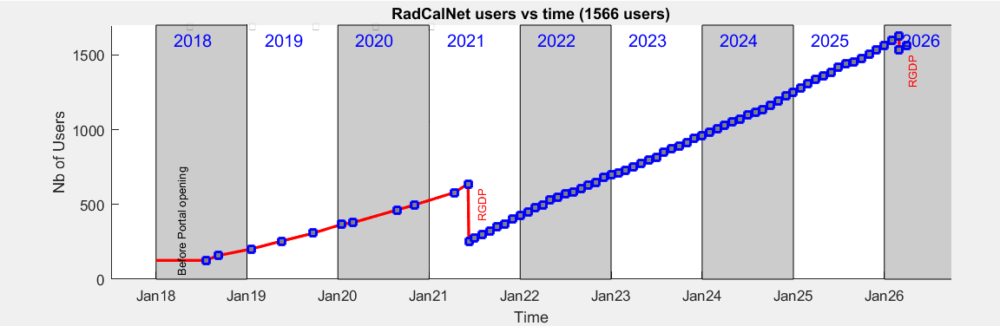 RadCalNet users vs time (1566 users)
2018
2019
2020
2021
2022
2023
2024
2025
2026
1500
1000
500
0
Nb of Users
Before Portal opening
RGDP
RGDP
Jan18
Jan19
Jan20
Jan21
Jan22
Jan23
Jan24
Jan25
Jan26
Time